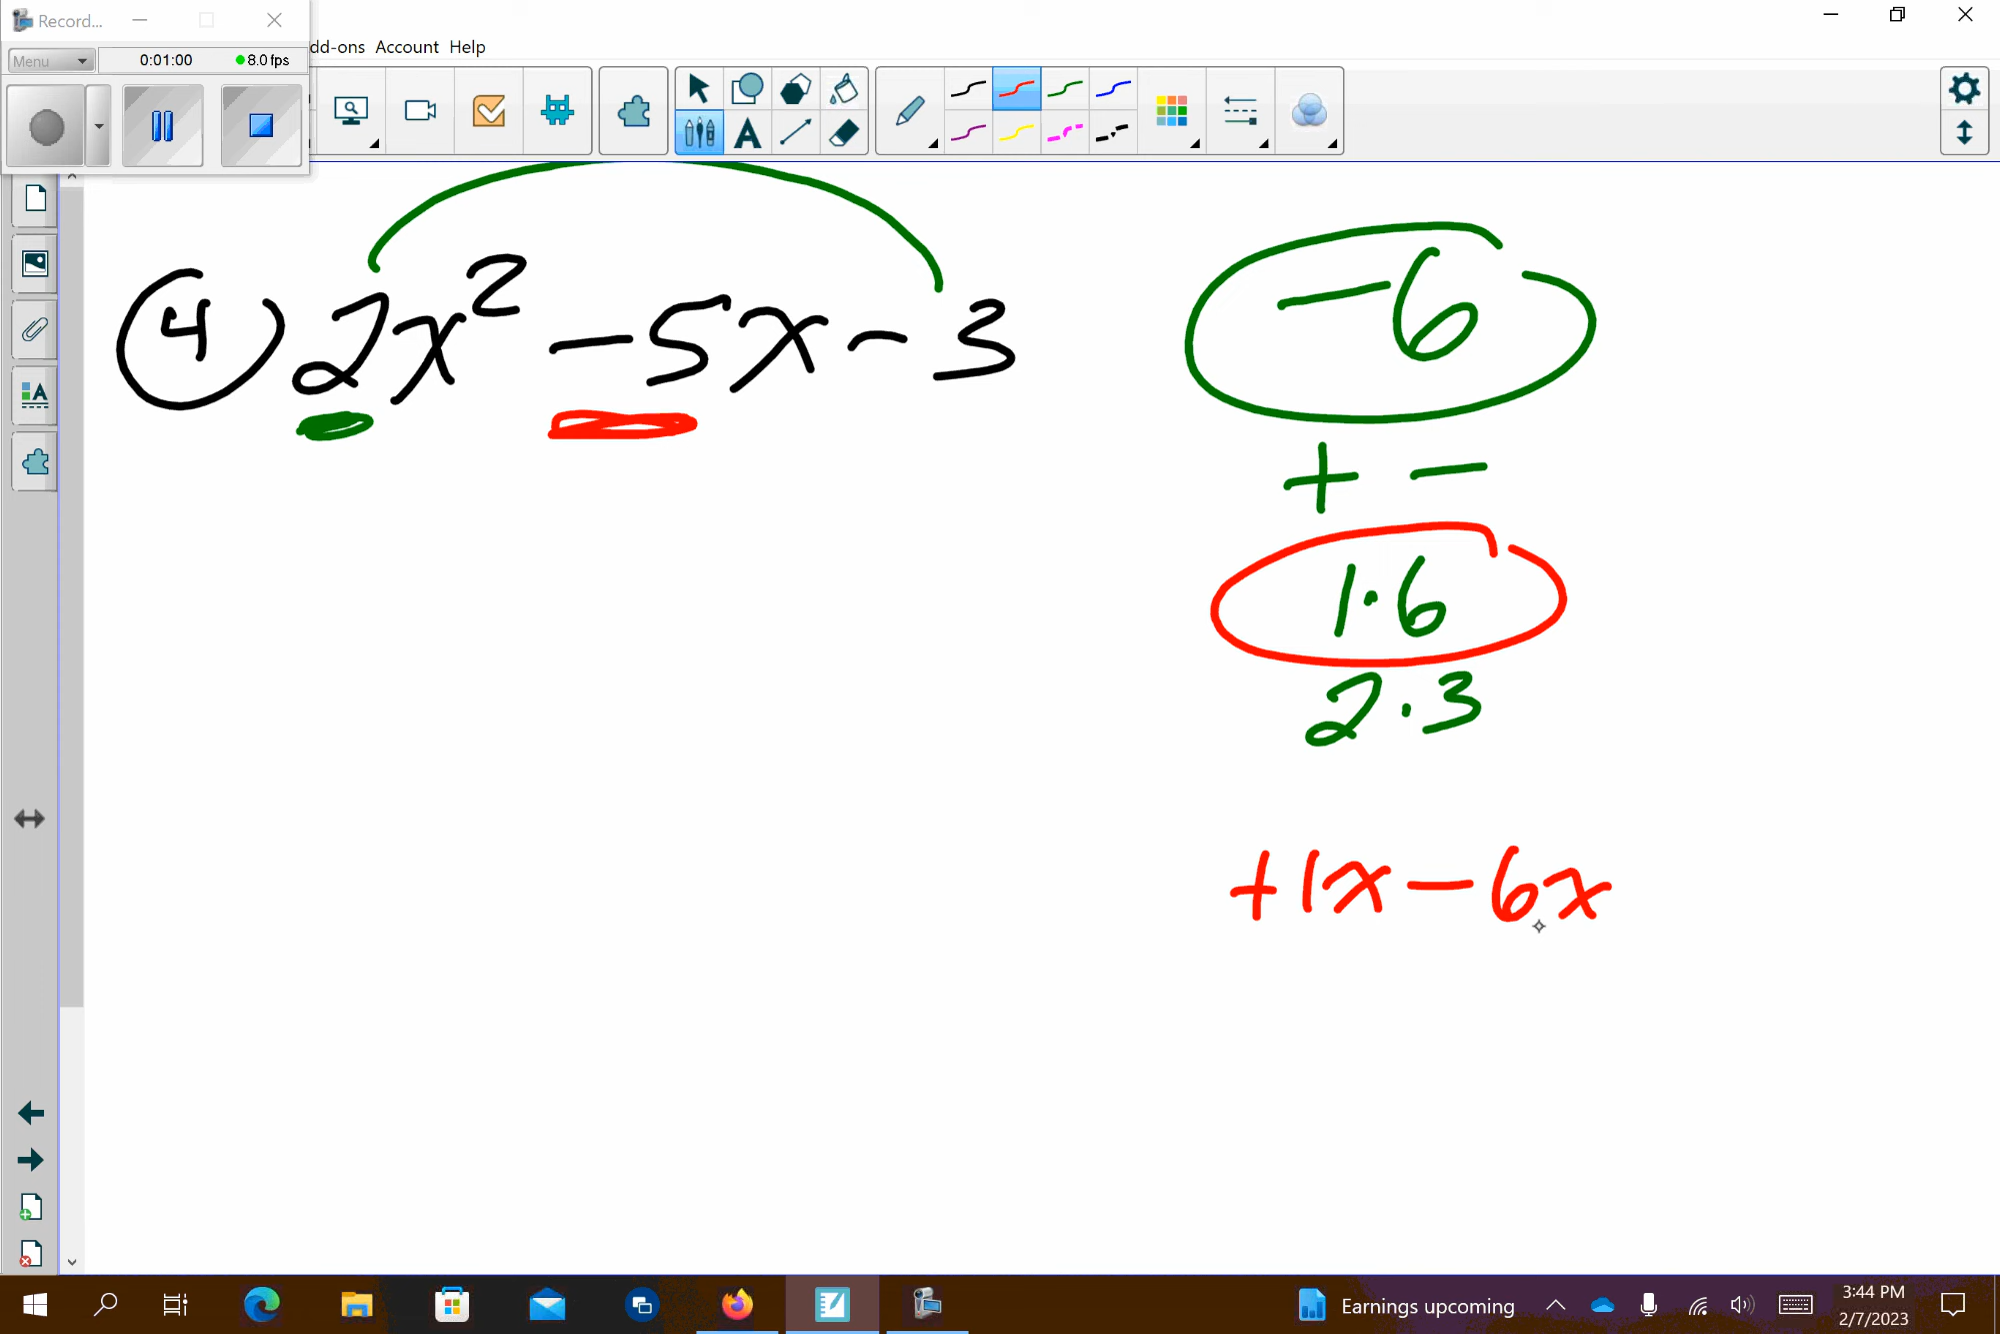 Record...
Menu 0:01:00 8.0 fps
dd-ons Account Help
A
A
④ 2x² - 5x - 3
-6
+ -
1·6
2·3
+1x - 6x
Earnings upcoming
3:44 PM
2/7/2023